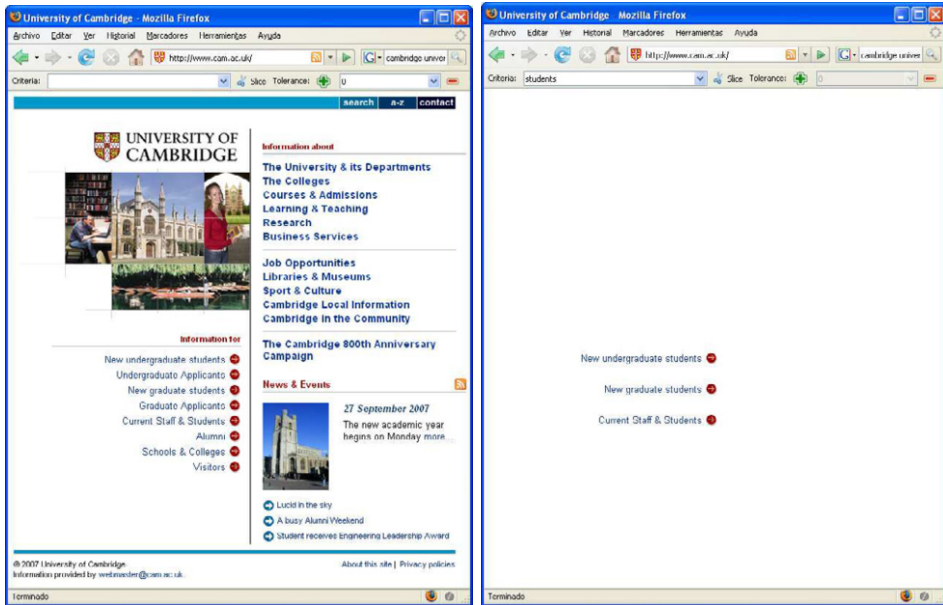 University of Cambridge - Mozilla Firefox
Archivo Editar Ver Historial Marcadores Herramientas Ayuda
http://www.cam.ac.uk/
G cambridge univer
Criteria:
Slice Tolerance: 0
search a-z contact
UNIVERSITY OF
CAMBRIDGE
Information for
New undergraduate students
Undergraduate Applicants
New graduate students
Graduate Applicants
Current Staff & Students
Alumni
Schools & Colleges
Visitors
Information about
The University & its Departments
The Colleges
Courses & Admissions
Learning & Teaching
Research
Business Services
Job Opportunities
Libraries & Museums
Sport & Culture
Cambridge Local Information
Cambridge in the Community
The Cambridge 800th Anniversary
Campaign
News & Events
27 September 2007
The new academic year
begins on Monday more...
Lucid in the sky
A busy Alumni Weekend
Student receives Engineering Leadership Award
© 2007 University of Cambridge
Information provided by webmaster@cam.ac.uk
About this site | Privacy policies
Terminado
University of Cambridge - Mozilla Firefox
Archivo Editar Ver Historial Marcadores Herramientas Ayuda
http://www.cam.ac.uk/
G cambridge univer
Criteria: students
Slice Tolerance: 0
New undergraduate students
New graduate students
Current Staff & Students
Terminado